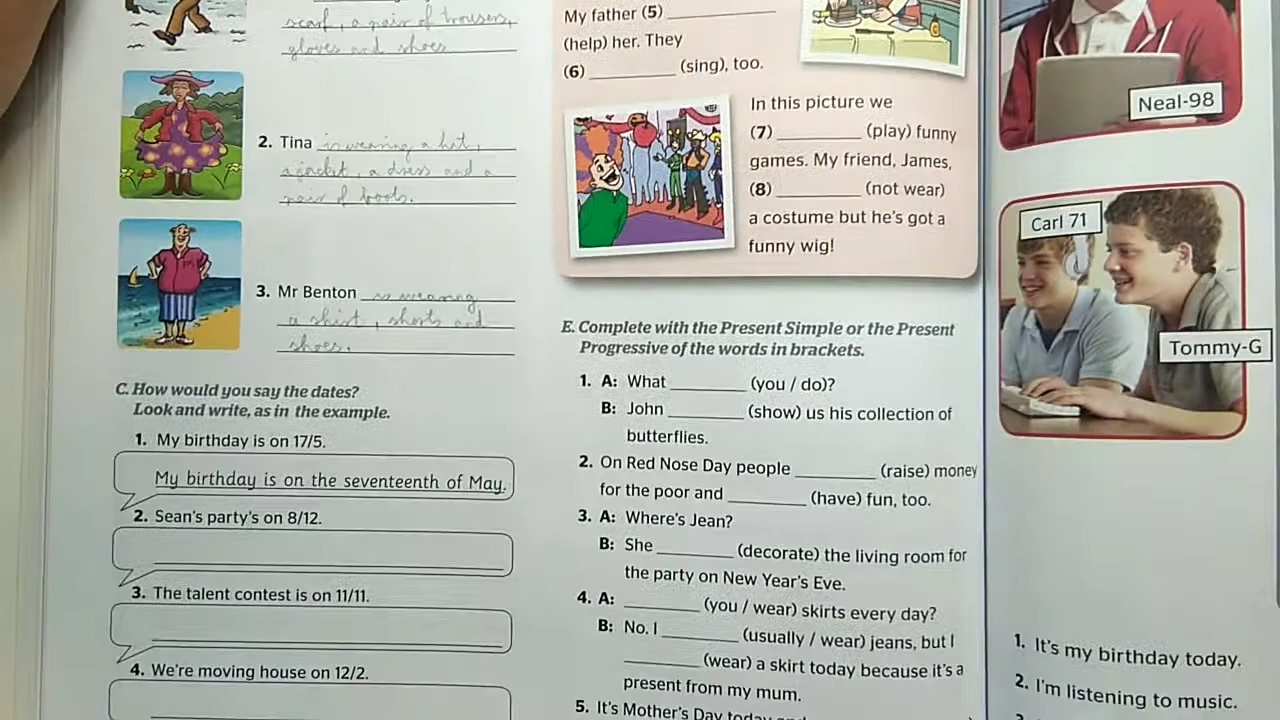 scarf, a pair of trousers,
gloves and shoes
2. Tina is wearing a hat,
a jacket, a dress and a
pair of boots.
3. Mr Benton is wearing
a shirt, shorts and
shoes.
C. How would you say the dates?
Look and write, as in the example.
1. My birthday is on 17/5.
My birthday is on the seventeenth of May.
2. Sean's party's on 8/12.
3. The talent contest is on 11/11.
4. We're moving house on 12/2.
My father (5) ________
(help) her. They
(6) ________ (sing), too.
In this picture we
(7) ________ (play) funny
games. My friend, James,
(8) ________ (not wear)
a costume but he's got a
funny wig!
E. Complete with the Present Simple or the Present
Progressive of the words in brackets.
1. A: What ________ (you / do)?
B: John ________ (show) us his collection of
butterflies.
2. On Red Nose Day people ________ (raise) money
for the poor and ________ (have) fun, too.
3. A: Where's Jean?
B: She ________ (decorate) the living room for
the party on New Year's Eve.
4. A: ________ (you / wear) skirts every day?
B: No. I ________ (usually / wear) jeans, but I
________ (wear) a skirt today because it's a
present from my mum.
5. It's Mother's Day today and
Neal-98
Carl 71
Tommy-G
1. It's my birthday today.
2. I'm listening to music.